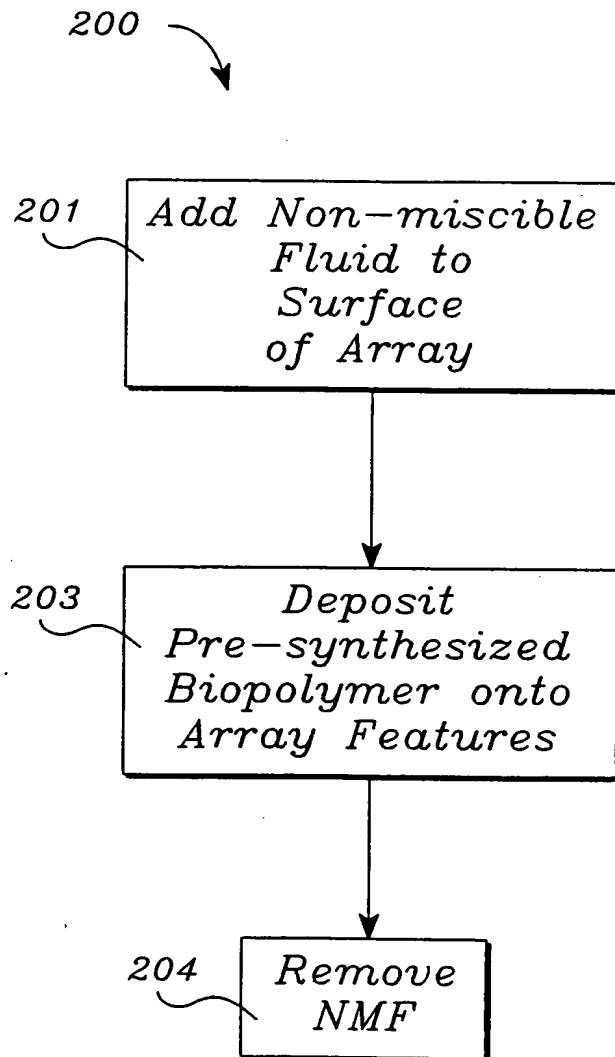 200
201
Add Non-miscible
Fluid to
Surface
of Array
203
Deposit
Pre-synthesized
Biopolymer onto
Array Features
204
Remove
NMF